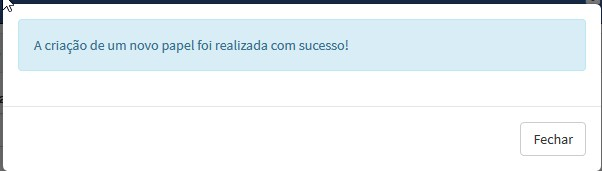 A criação de um novo papel foi realizada com sucesso!
Fechar